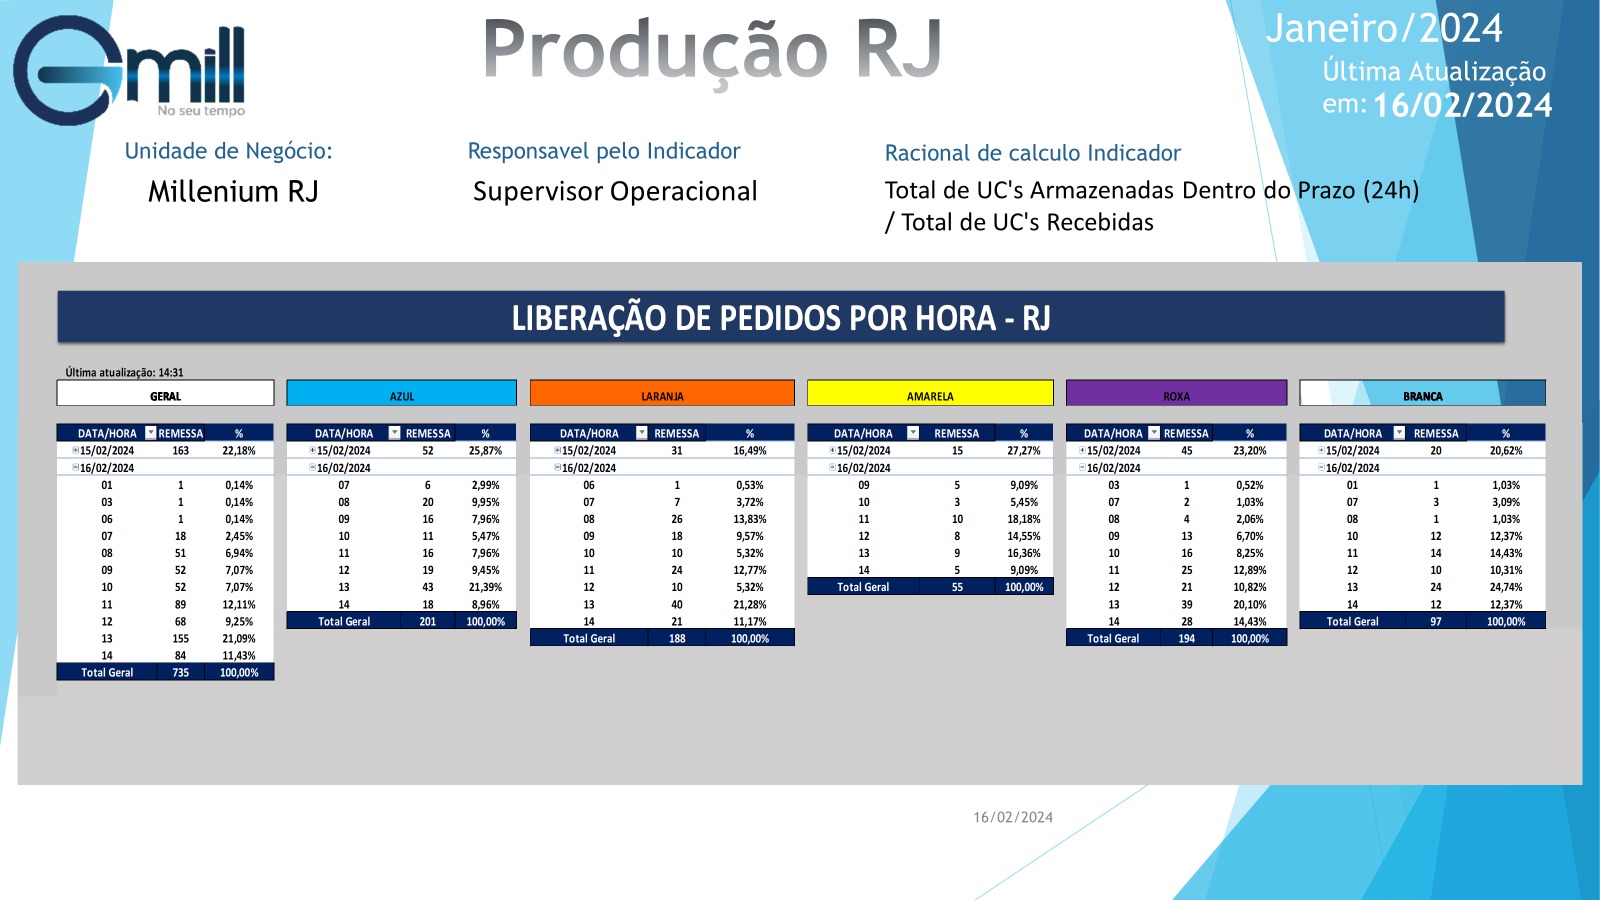 Gmill
No seu tempo
Produção RJ
Janeiro/2024
Última Atualização
em: 16/02/2024
Unidade de Negócio:
Millenium RJ
Responsavel pelo Indicador
Supervisor Operacional
Racional de calculo Indicador
Total de UC's Armazenadas Dentro do Prazo (24h)
/ Total de UC's Recebidas
LIBERAÇÃO DE PEDIDOS POR HORA - RJ
Última atualização: 14:31
GERAL
DATA/HORA REMESSA %
15/02/2024 163 22,18%
16/02/2024
01 1 0,14%
03 1 0,14%
06 1 0,14%
07 18 2,45%
08 51 6,94%
09 52 7,07%
10 52 7,07%
11 89 12,11%
12 68 9,25%
13 155 21,09%
14 84 11,43%
Total Geral 735 100,00%
AZUL
DATA/HORA REMESSA %
15/02/2024 52 25,87%
16/02/2024
07 6 2,99%
08 20 9,95%
09 16 7,96%
10 11 5,47%
11 16 7,96%
12 19 9,45%
13 43 21,39%
14 18 8,96%
Total Geral 201 100,00%
LARANJA
DATA/HORA REMESSA %
15/02/2024 31 16,49%
16/02/2024
06 1 0,53%
07 7 3,72%
08 26 13,83%
09 18 9,57%
10 10 5,32%
11 24 12,77%
12 10 5,32%
13 40 21,28%
14 21 11,17%
Total Geral 188 100,00%
AMARELA
DATA/HORA REMESSA %
15/02/2024 15 27,27%
16/02/2024
09 5 9,09%
10 3 5,45%
11 10 18,18%
12 8 14,55%
13 9 16,36%
14 5 9,09%
Total Geral 55 100,00%
ROXA
DATA/HORA REMESSA %
15/02/2024 45 23,20%
16/02/2024
03 1 0,52%
07 2 1,03%
08 4 2,06%
09 13 6,70%
10 16 8,25%
11 25 12,89%
12 21 10,82%
13 39 20,10%
14 28 14,43%
Total Geral 194 100,00%
BRANCA
DATA/HORA REMESSA %
15/02/2024 20 20,62%
16/02/2024
01 1 1,03%
07 3 3,09%
08 1 1,03%
10 12 12,37%
11 14 14,43%
12 10 10,31%
13 24 24,74%
14 12 12,37%
Total Geral 97 100,00%
16/02/2024